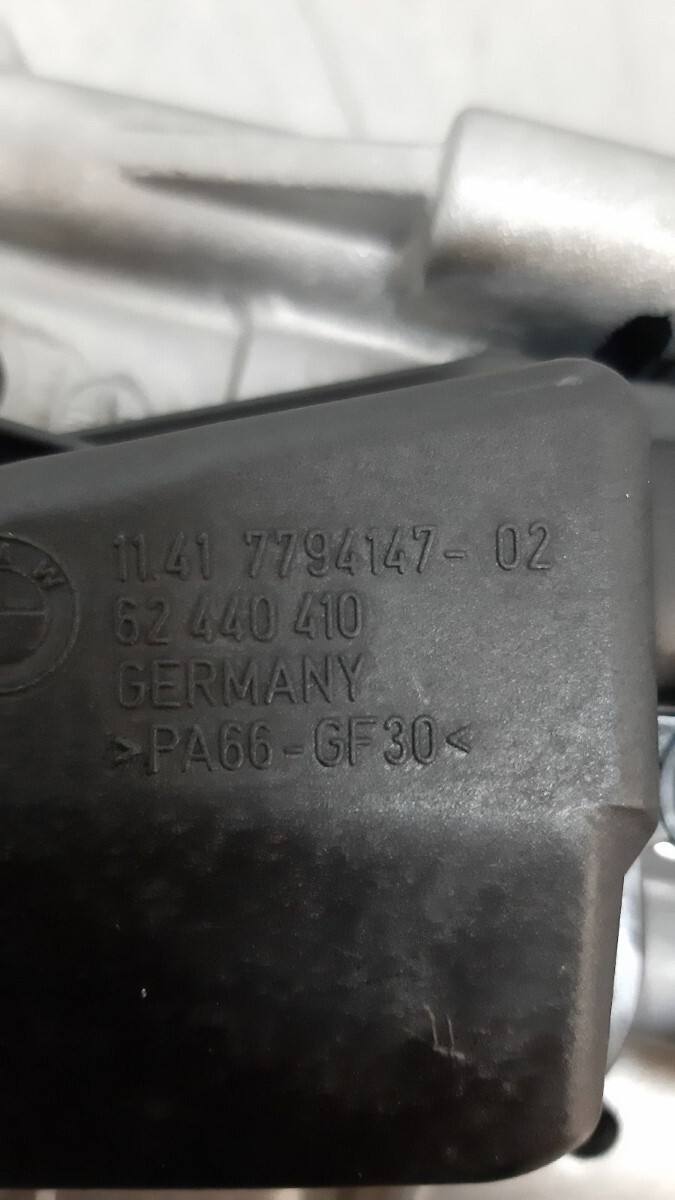 11.41 7794147- 02
62 440 410
GERMANY
>PA66-GF30<